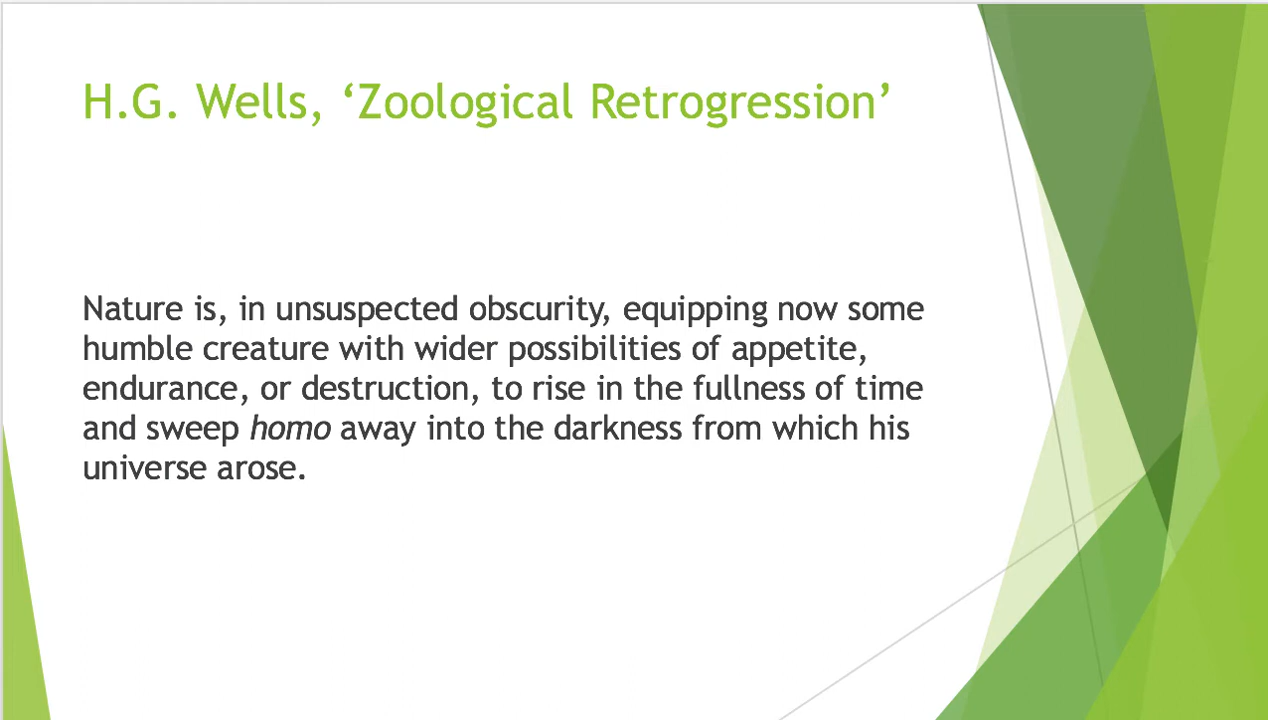 H.G. Wells, ‘Zoological Retrogression’
Nature is, in unsuspected obscurity, equipping now some
humble creature with wider possibilities of appetite,
endurance, or destruction, to rise in the fullness of time
and sweep homo away into the darkness from which his
universe arose.